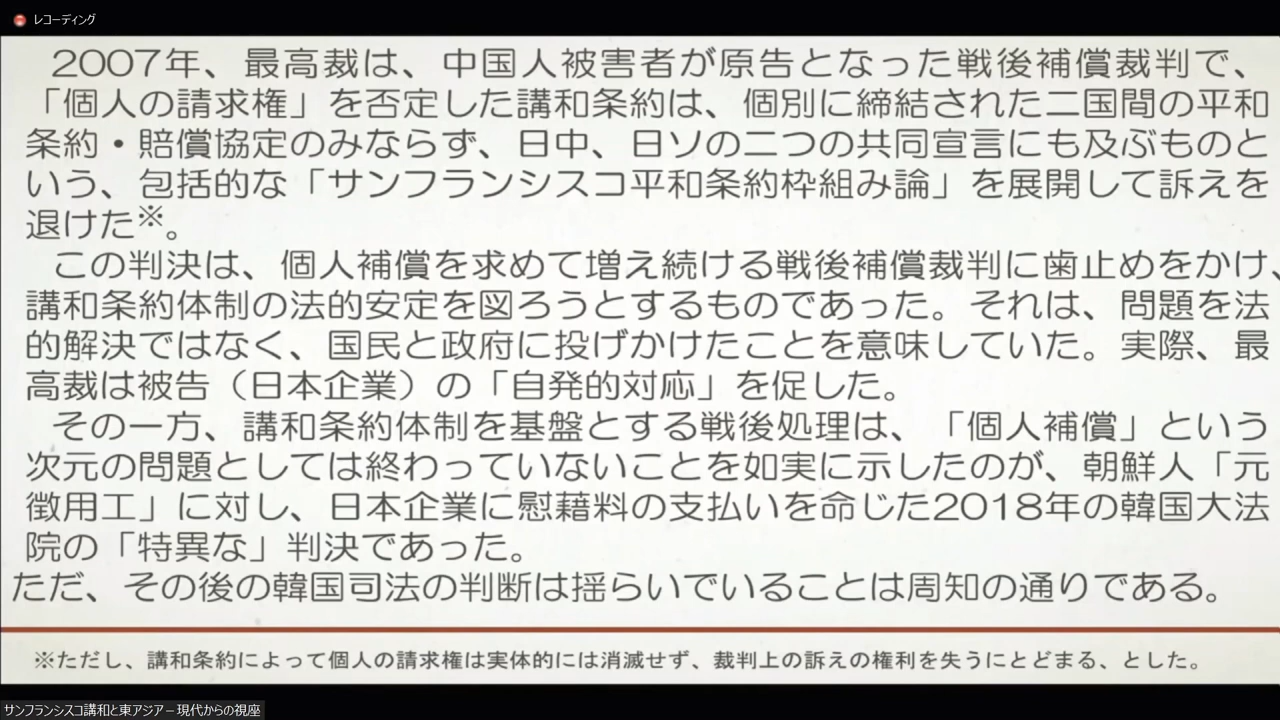 レコーディング
2007年、最高裁は、中国人被害者が原告となった戦後補償裁判で、
「個人の請求権」を否定した講和条約は、個別に締結された二国間の平和
条約・賠償協定のみならず、日中、日ソの二つの共同宣言にも及ぶものと
いう、包括的な「サンフランシスコ平和条約枠組み論」を展開して訴えを
退けた※。
この判決は、個人補償を求めて増え続ける戦後補償裁判に歯止めをかけ、
講和条約体制の法的安定を図ろうとするものであった。それは、問題を法
的解決ではなく、国民と政府に投げかけたことを意味していた。実際、最
高裁は被告（日本企業）の「自発的対応」を促した。
その一方、講和条約体制を基盤とする戦後処理は、「個人補償」という
次元の問題としては終わっていないことを如実に示したのが、朝鮮人「元
徴用工」に対し、日本企業に慰藉料の支払いを命じた2018年の韓国大法
院の「特異な」判決であった。
ただ、その後の韓国司法の判断は揺らいでいることは周知の通りである。
※ただし、講和条約によって個人の請求権は実体的には消滅せず、裁判上の訴えの権利を失うにとどまる、とした。
サンフランシスコ講和と東アジア－現代からの視座